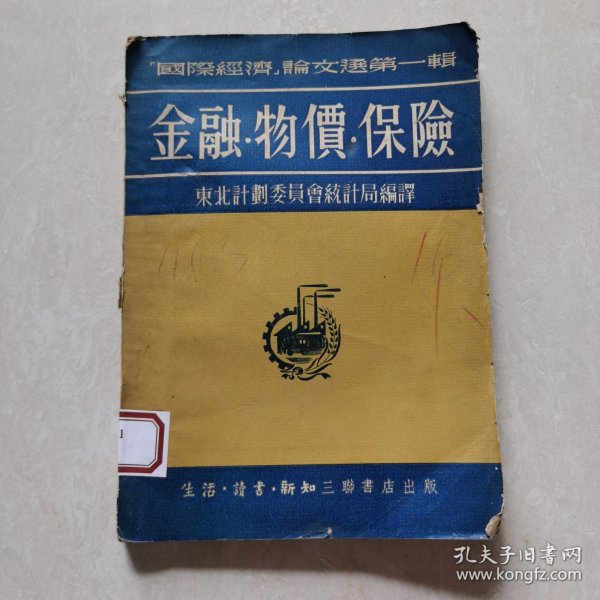 「國際經濟」論文選第一輯
金融·物價·保險
東北計劃委員會統計局編譯
1
生活·讀書·新知三聯書店出版
孔夫子旧书网
www.kongfz.com